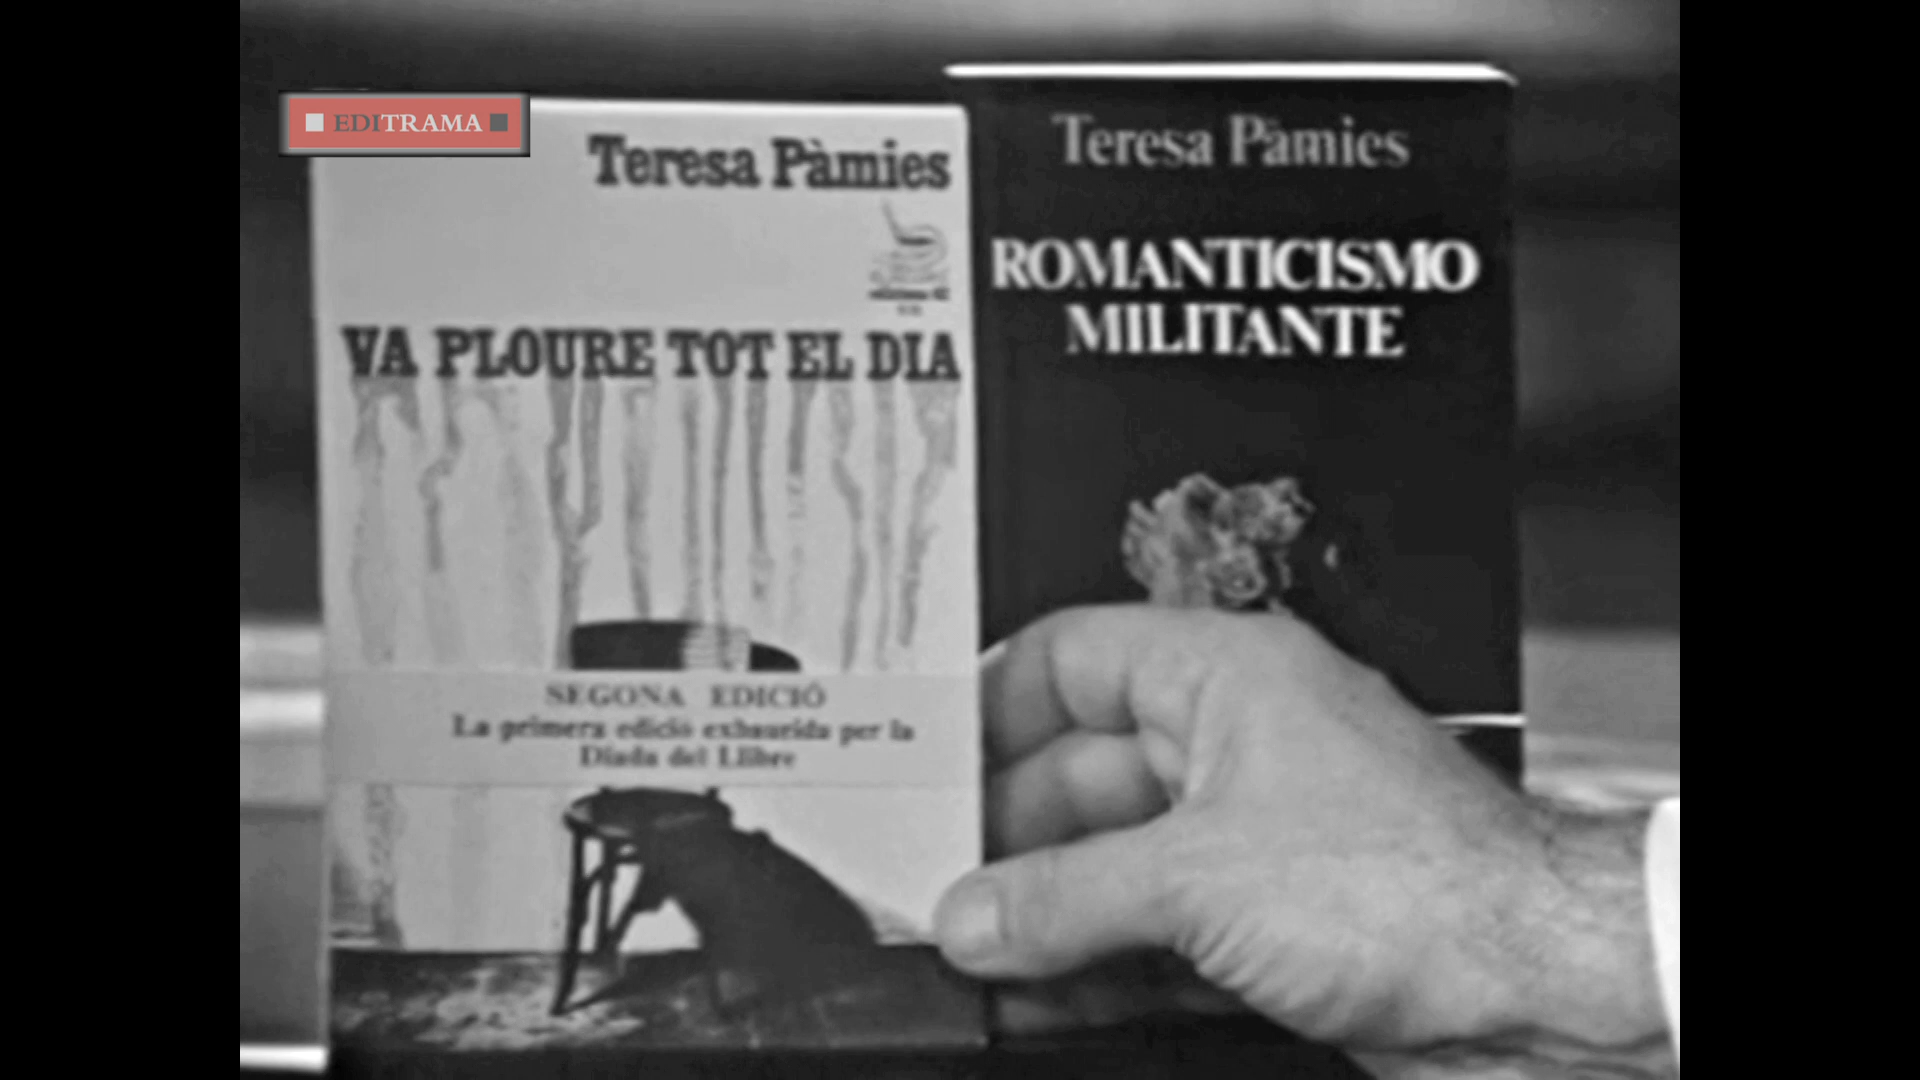 EDITRAMA
Teresa Pàmies
VA PLOURE TOT EL DIA
SEGONA EDICIÓ
La primera edició exhaurida per la
Diada del Llibre
Teresa Pàmies
ROMANTICISMO
MILITANTE